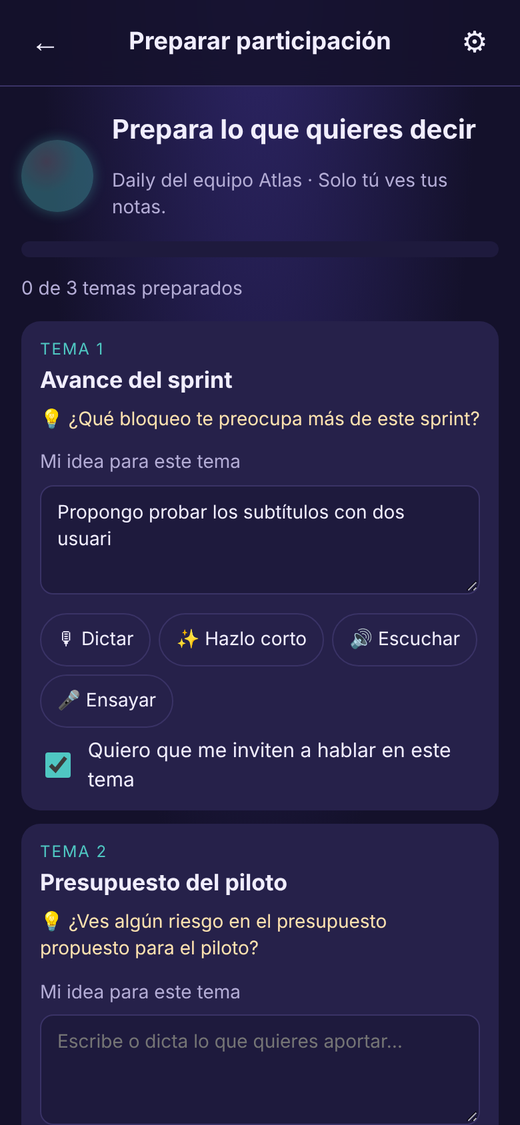 ← Preparar participación ⚙
Prepara lo que quieres decir
Daily del equipo Atlas · Solo tú ves tus
notas.
0 de 3 temas preparados
TEMA 1
Avance del sprint
💡 ¿Qué bloqueo te preocupa más de este sprint?
Mi idea para este tema
Propongo probar los subtítulos con dos
usuari
🎙 Dictar ✨ Hazlo corto 🔊 Escuchar
🎤 Ensayar
Quiero que me inviten a hablar en este
tema
TEMA 2
Presupuesto del piloto
💡 ¿Ves algún riesgo en el presupuesto
propuesto para el piloto?
Mi idea para este tema
Escribe o dicta lo que quieres aportar...